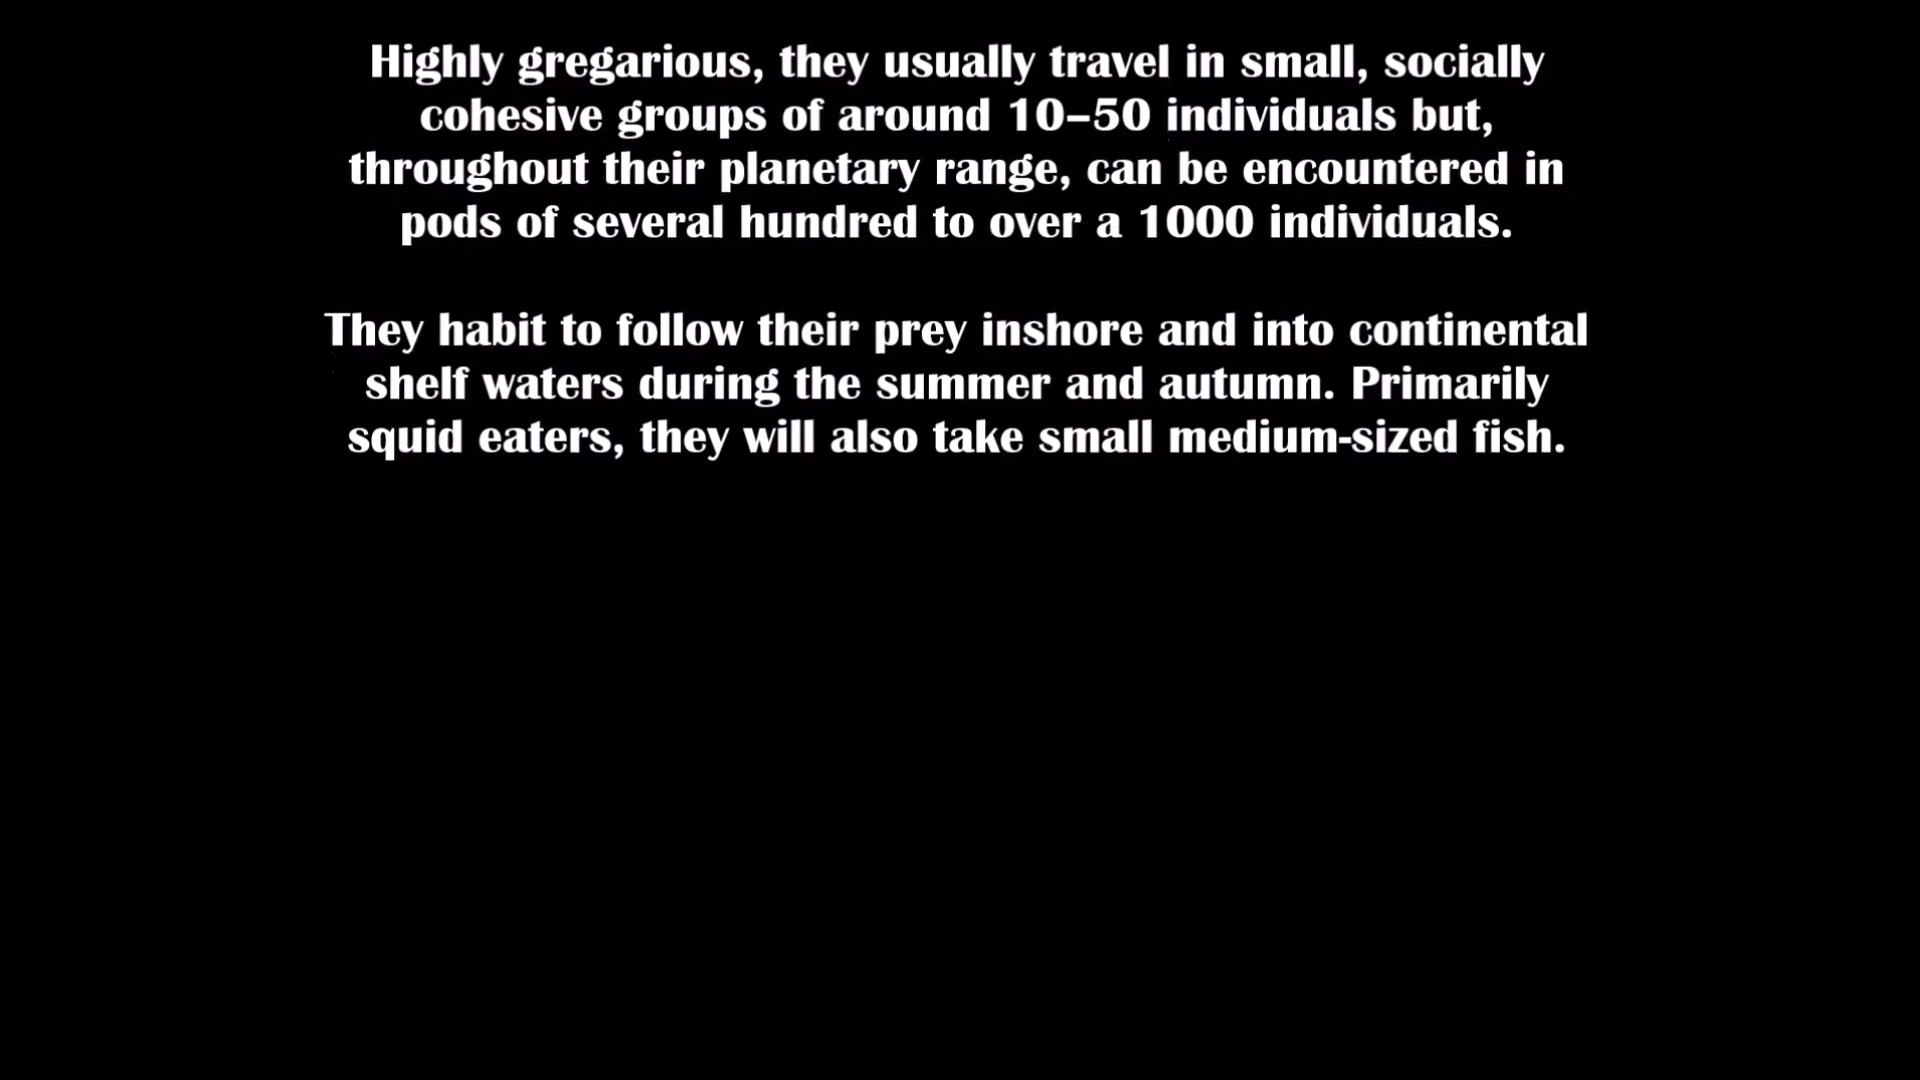 Highly gregarious, they usually travel in small, socially
cohesive groups of around 10–50 individuals but,
throughout their planetary range, can be encountered in
pods of several hundred to over a 1000 individuals.
They habit to follow their prey inshore and into continental
shelf waters during the summer and autumn. Primarily
squid eaters, they will also take small medium-sized fish.